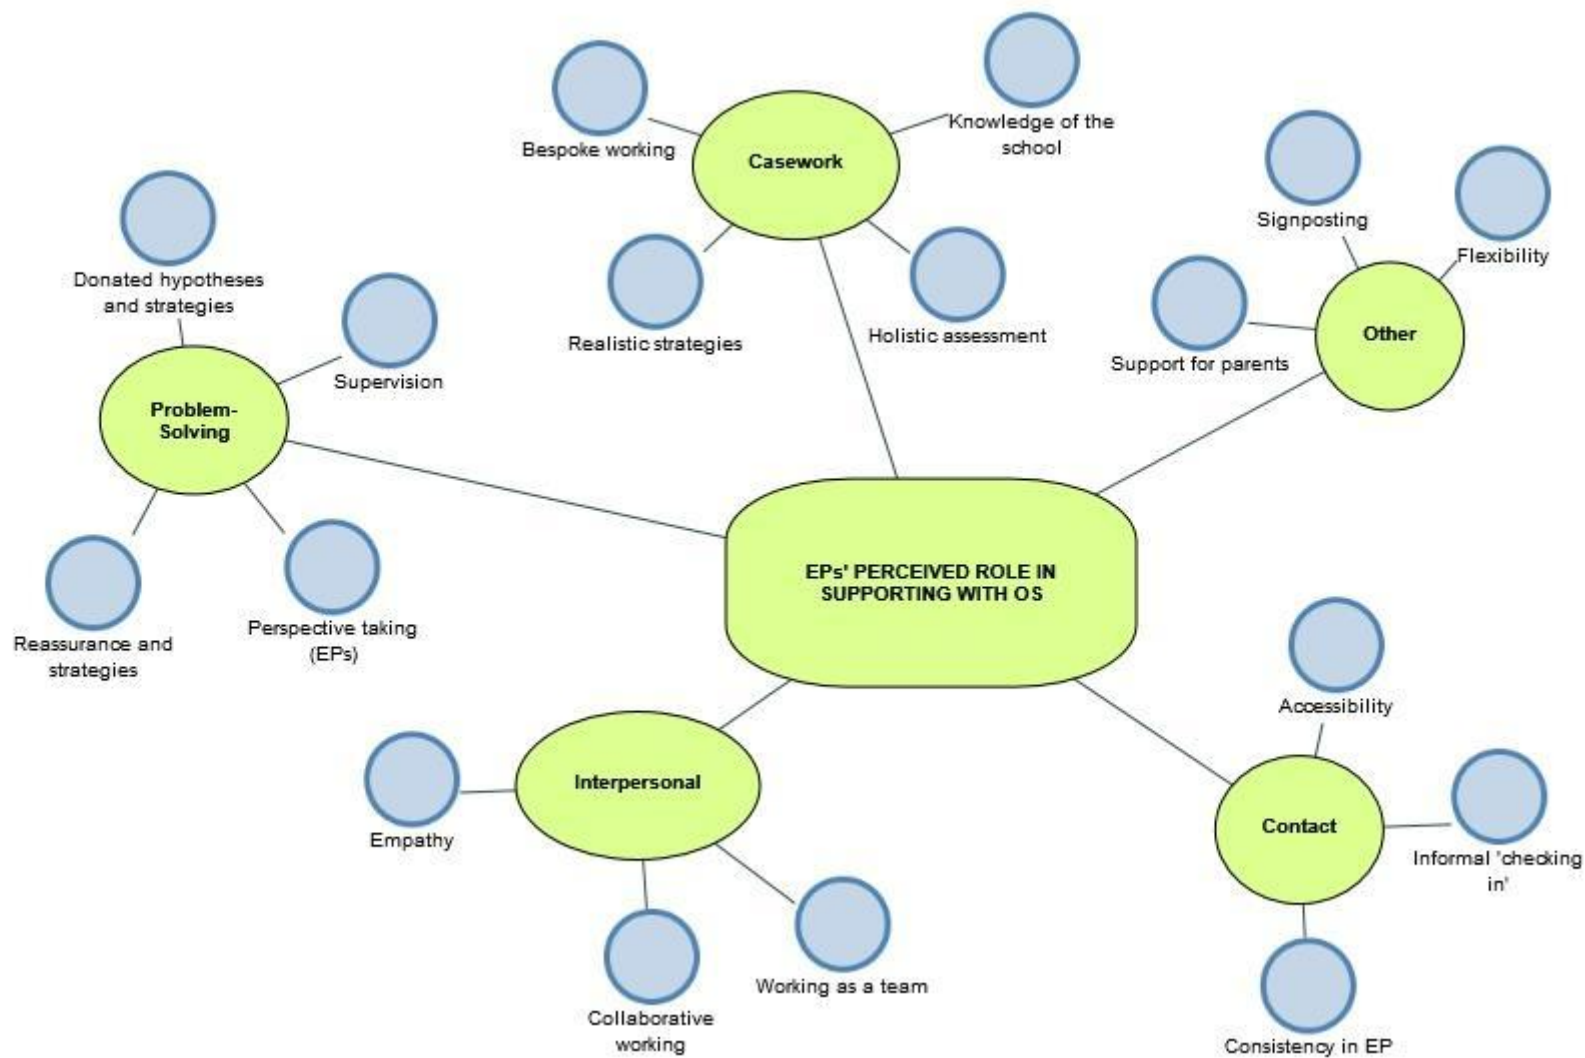 Bespoke working
Casework
Knowledge of the
school
Realistic strategies
Holistic assessment
Signposting
Flexibility
Support for parents
Other
Donated hypotheses
and strategies
Supervision
Problem-
Solving
Reassurance and
strategies
Perspective taking
(EPs)
EPs' PERCEIVED ROLE IN
SUPPORTING WITH OS
Interpersonal
Empathy
Collaborative
working
Working as a team
Accessibility
Contact
Informal 'checking
in'
Consistency in EP